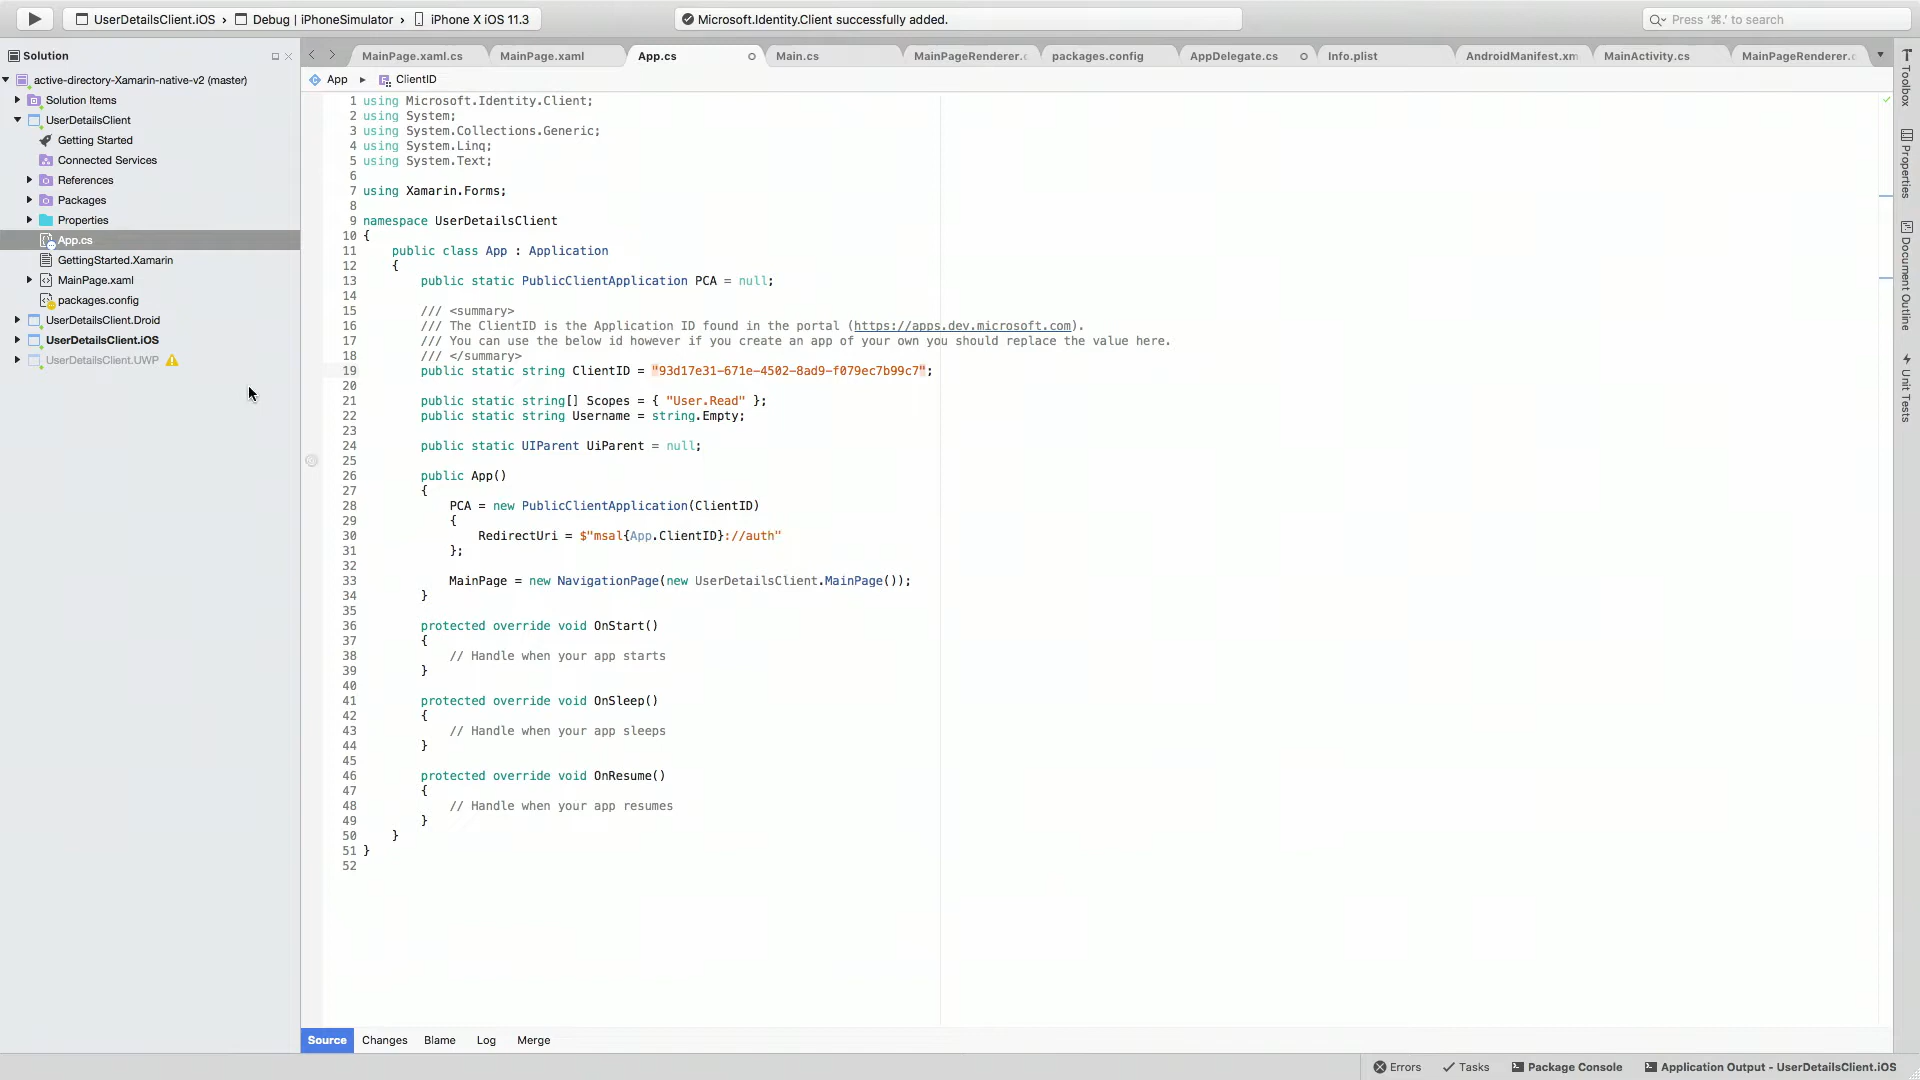 UserDetailsClient.iOS › Debug | iPhoneSimulator › iPhone X iOS 11.3
Microsoft.Identity.Client successfully added.
Press ‘⌘.’ to search
Solution
active-directory-Xamarin-native-v2 (master)
Solution Items
UserDetailsClient
Getting Started
Connected Services
References
Packages
Properties
App.cs
GettingStarted.Xamarin
MainPage.xaml
packages.config
UserDetailsClient.Droid
UserDetailsClient.iOS
UserDetailsClient.UWP
MainPage.xaml.cs MainPage.xaml App.cs Main.cs MainPageRenderer.c packages.config AppDelegate.cs Info.plist AndroidManifest.xm MainActivity.cs MainPageRenderer.c
App ClientID
1 using Microsoft.Identity.Client;
2 using System;
3 using System.Collections.Generic;
4 using System.Linq;
5 using System.Text;
6
7 using Xamarin.Forms;
8
9 namespace UserDetailsClient
10 {
11 public class App : Application
12 {
13 public static PublicClientApplication PCA = null;
14
15 /// <summary>
16 /// The ClientID is the Application ID found in the portal (https://apps.dev.microsoft.com).
17 /// You can use the below id however if you create an app of your own you should replace the value here.
18 /// </summary>
19 public static string ClientID = "93d17e31-671e-4502-8ad9-f079ec7b99c7";
20
21 public static string[] Scopes = { "User.Read" };
22 public static string Username = string.Empty;
23
24 public static UIParent UiParent = null;
25
26 public App()
27 {
28 PCA = new PublicClientApplication(ClientID)
29 {
30 RedirectUri = $"msal{App.ClientID}://auth"
31 };
32
33 MainPage = new NavigationPage(new UserDetailsClient.MainPage());
34 }
35
36 protected override void OnStart()
37 {
38 // Handle when your app starts
39 }
40
41 protected override void OnSleep()
42 {
43 // Handle when your app sleeps
44 }
45
46 protected override void OnResume()
47 {
48 // Handle when your app resumes
49 }
50 }
51 }
52
Toolbox
Properties
Document Outline
Unit Tests
Source Changes Blame Log Merge
Errors Tasks Package Console Application Output - UserDetailsClient.iOS